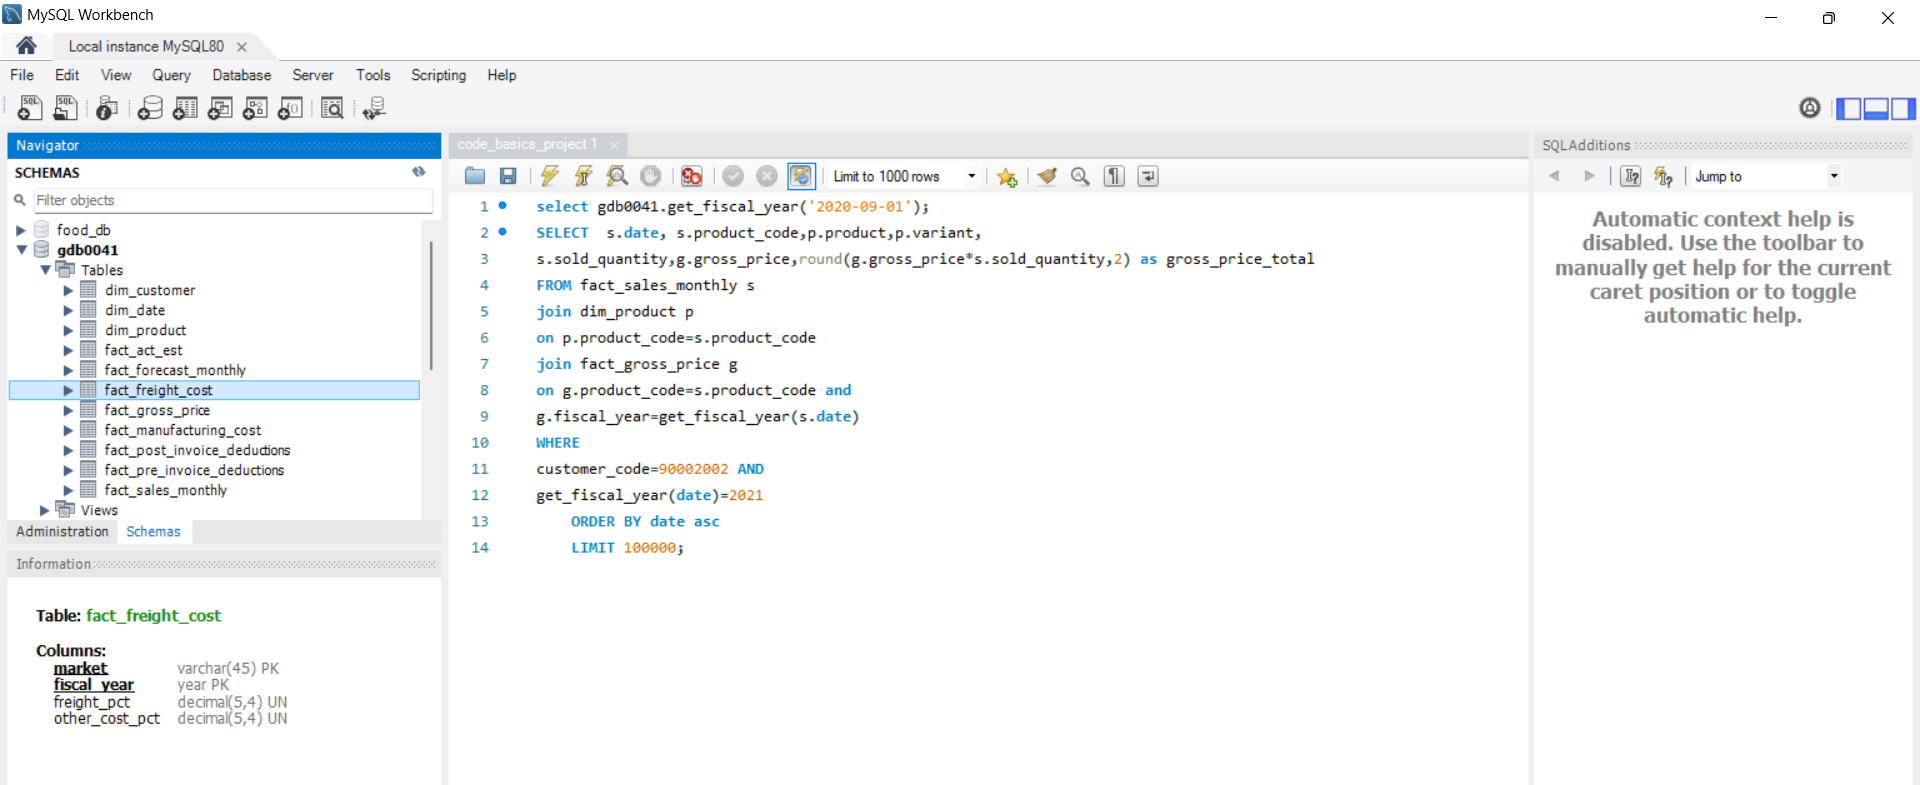 MySQL Workbench
Local instance MySQL80
File Edit View Query Database Server Tools Scripting Help
Navigator
SCHEMAS
Filter objects
food_db
gdb0041
Tables
dim_customer
dim_date
dim_product
fact_act_est
fact_forecast_monthly
fact_freight_cost
fact_gross_price
fact_manufacturing_cost
fact_post_invoice_deductions
fact_pre_invoice_deductions
fact_sales_monthly
Views
Administration Schemas
Information
Table: fact_freight_cost
Columns:
market varchar(45) PK
fiscal_year year PK
freight_pct decimal(5,4) UN
other_cost_pct decimal(5,4) UN
code_basics_project 1
Limit to 1000 rows
1 select gdb0041.get_fiscal_year('2020-09-01');
2 SELECT s.date, s.product_code,p.product,p.variant,
3 s.sold_quantity,g.gross_price,round(g.gross_price*s.sold_quantity,2) as gross_price_total
4 FROM fact_sales_monthly s
5 join dim_product p
6 on p.product_code=s.product_code
7 join fact_gross_price g
8 on g.product_code=s.product_code and
9 g.fiscal_year=get_fiscal_year(s.date)
10 WHERE
11 customer_code=90002002 AND
12 get_fiscal_year(date)=2021
13 ORDER BY date asc
14 LIMIT 100000;
SQLAdditions
Jump to
Automatic context help is
disabled. Use the toolbar to
manually get help for the current
caret position or to toggle
automatic help.